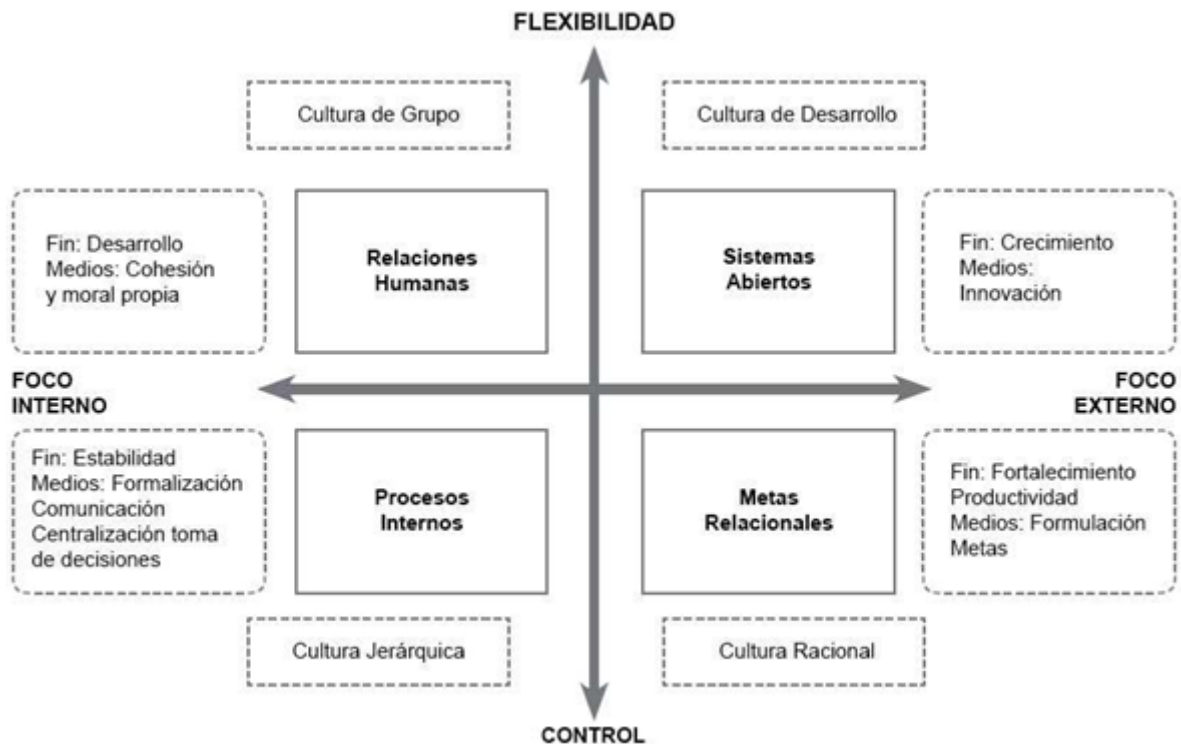 FLEXIBILIDAD
Cultura de Grupo
Cultura de Desarrollo
Fin: Desarrollo
Medios: Cohesión
y moral propia
Relaciones
Humanas
Sistemas
Abiertos
Fin: Crecimiento
Medios:
Innovación
FOCO
INTERNO
FOCO
EXTERNO
Fin: Estabilidad
Medios: Formalización
Comunicación
Centralización toma
de decisiones
Procesos
Internos
Metas
Relacionales
Fin: Fortalecimiento
Productividad
Medios: Formulación
Metas
Cultura Jerárquica
Cultura Racional
CONTROL